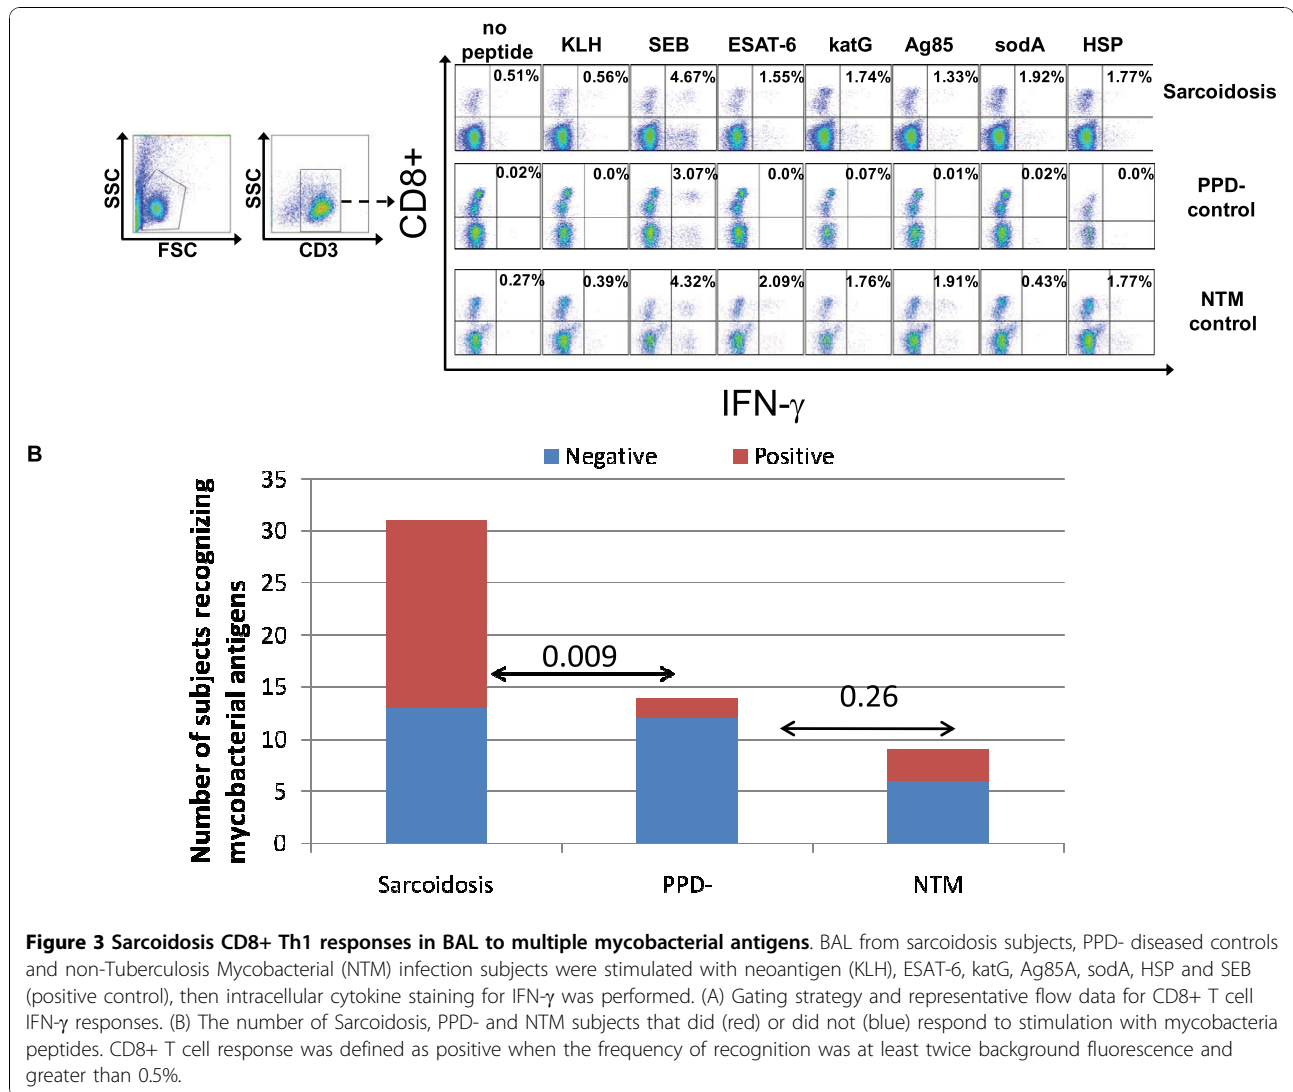 no peptide KLH SEB ESAT-6 katG Ag85 sodA HSP
0.51% 0.56% 4.67% 1.55% 1.74% 1.33% 1.92% 1.77%
Sarcoidosis
0.02% 0.0% 3.07% 0.0% 0.07% 0.01% 0.02% 0.0%
PPD-
control
0.27% 0.39% 4.32% 2.09% 1.76% 1.91% 0.43% 1.77%
NTM
control
SSC
FSC
SSC
CD3
CD8+
IFN-γ
B
Negative Positive
Number of subjects recognizing
mycobacterial antigens
35
30
25
20
15
10
5
0
0.009
0.26
Sarcoidosis PPD- NTM
Figure 3 Sarcoidosis CD8+ Th1 responses in BAL to multiple mycobacterial antigens. BAL from sarcoidosis subjects, PPD- diseased controls
and non-Tuberculosis Mycobacterial (NTM) infection subjects were stimulated with neoantigen (KLH), ESAT-6, katG, Ag85A, sodA, HSP and SEB
(positive control), then intracellular cytokine staining for IFN-γ was performed. (A) Gating strategy and representative flow data for CD8+ T cell
IFN-γ responses. (B) The number of Sarcoidosis, PPD- and NTM subjects that did (red) or did not (blue) respond to stimulation with mycobacteria
peptides. CD8+ T cell response was defined as positive when the frequency of recognition was at least twice background fluorescence and
greater than 0.5%.